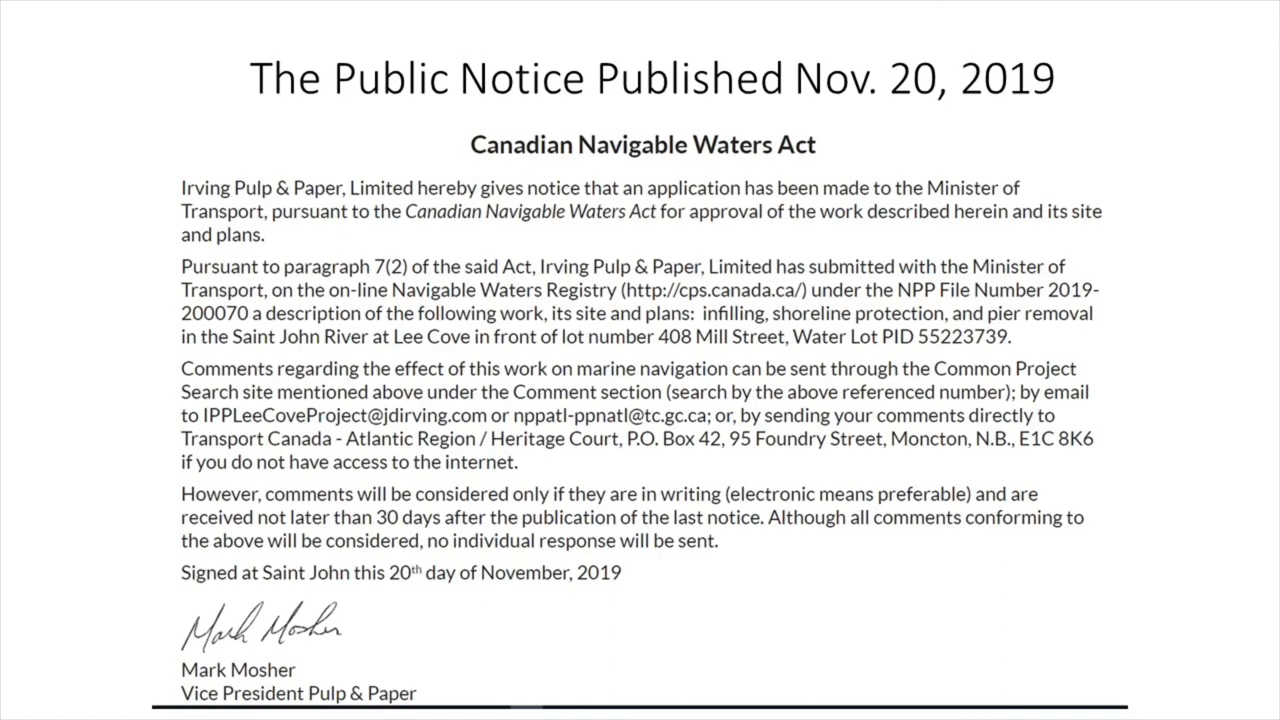 The Public Notice Published Nov. 20, 2019
Canadian Navigable Waters Act
Irving Pulp & Paper, Limited hereby gives notice that an application has been made to the Minister of
Transport, pursuant to the Canadian Navigable Waters Act for approval of the work described herein and its site
and plans.
Pursuant to paragraph 7(2) of the said Act, Irving Pulp & Paper, Limited has submitted with the Minister of
Transport, on the on-line Navigable Waters Registry (http://cps.canada.ca/) under the NPP File Number 2019-
200070 a description of the following work, its site and plans: infilling, shoreline protection, and pier removal
in the Saint John River at Lee Cove in front of lot number 408 Mill Street, Water Lot PID 55223739.
Comments regarding the effect of this work on marine navigation can be sent through the Common Project
Search site mentioned above under the Comment section (search by the above referenced number); by email
to IPPLeeCoveProject@jdirving.com or nppatl-ppnatl@tc.gc.ca; or, by sending your comments directly to
Transport Canada - Atlantic Region / Heritage Court, P.O. Box 42, 95 Foundry Street, Moncton, N.B., E1C 8K6
if you do not have access to the internet.
However, comments will be considered only if they are in writing (electronic means preferable) and are
received not later than 30 days after the publication of the last notice. Although all comments conforming to
the above will be considered, no individual response will be sent.
Signed at Saint John this 20th day of November, 2019
Mark Mosher
Mark Mosher
Vice President Pulp & Paper